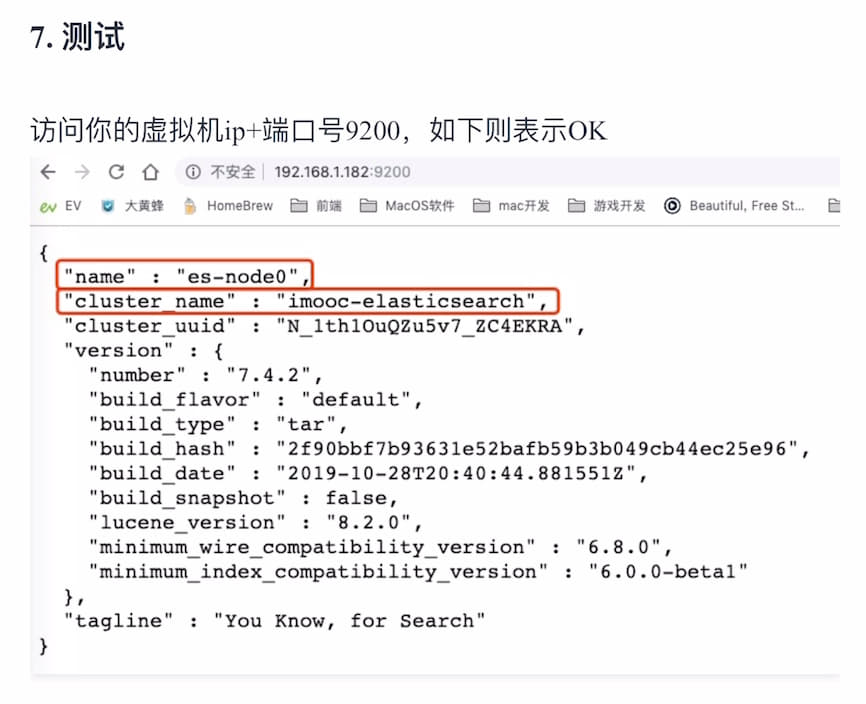 7. 测试
访问你的虚拟机ip+端口号9200，如下则表示OK
不安全 | 192.168.1.182:9200
EV 大黄蜂 HomeBrew 前端 MacOS软件 mac开发 游戏开发 Beautiful, Free St...
{
"name" : "es-node0",
"cluster_name" : "imooc-elasticsearch",
"cluster_uuid" : "N_1th1OuQZu5v7_ZC4EKRA",
"version" : {
"number" : "7.4.2",
"build_flavor" : "default",
"build_type" : "tar",
"build_hash" : "2f90bbf7b93631e52bafb59b3b049cb44ec25e96",
"build_date" : "2019-10-28T20:40:44.881551Z",
"build_snapshot" : false,
"lucene_version" : "8.2.0",
"minimum_wire_compatibility_version" : "6.8.0",
"minimum_index_compatibility_version" : "6.0.0-beta1"
},
"tagline" : "You Know, for Search"
}